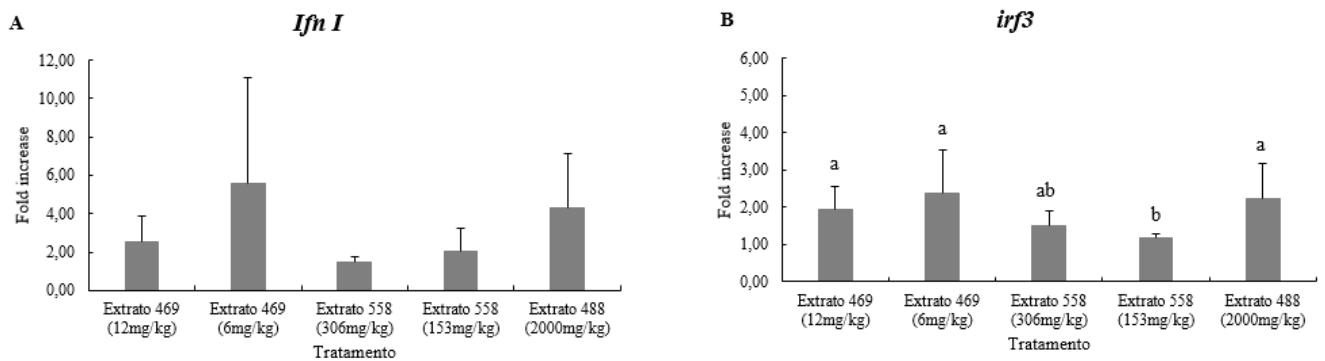 A
Ifn I
12,00
10,00
8,00
6,00
4,00
2,00
0,00
Fold increase
Extrato 469
(12mg/kg)
Extrato 469
(6mg/kg)
Extrato 558
(306mg/kg)
Extrato 558
(153mg/kg)
Extrato 488
(2000mg/kg)
Tratamento
B
irf3
6,00
5,00
4,00
3,00
2,00
1,00
0,00
Fold increase
a
a
ab
b
a
Extrato 469
(12mg/kg)
Extrato 469
(6mg/kg)
Extrato 558
(306mg/kg)
Extrato 558
(153mg/kg)
Extrato 488
(2000mg/kg)
Tratamento